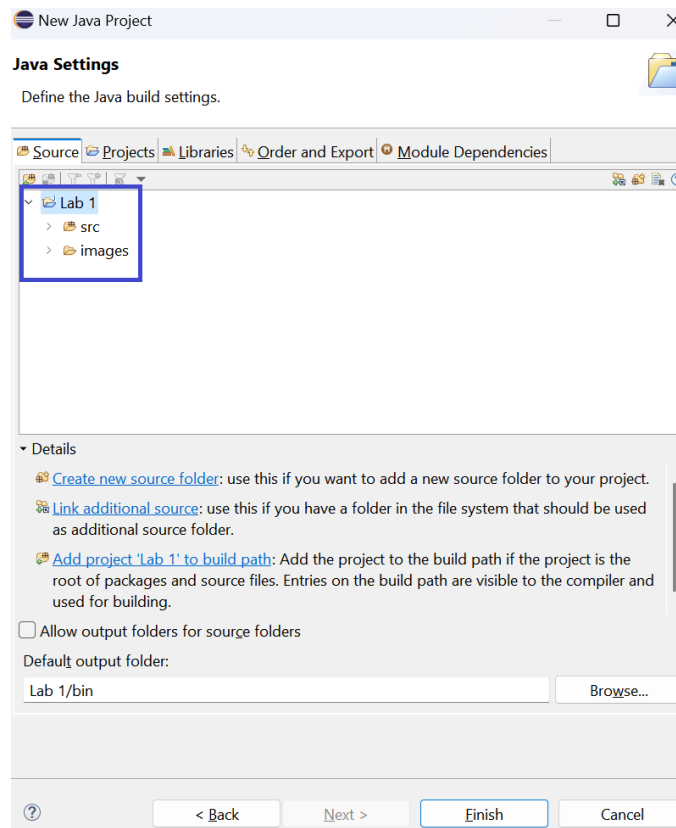 New Java Project
Java Settings
Define the Java build settings.
Source Projects Libraries Order and Export Module Dependencies
Lab 1
src
images
Details
Create new source folder: use this if you want to add a new source folder to your project.
Link additional source: use this if you have a folder in the file system that should be used
as additional source folder.
Add project 'Lab 1' to build path: Add the project to the build path if the project is the
root of packages and source files. Entries on the build path are visible to the compiler and
used for building.
Allow output folders for source folders
Default output folder:
Lab 1/bin
Browse...
< Back Next > Finish Cancel